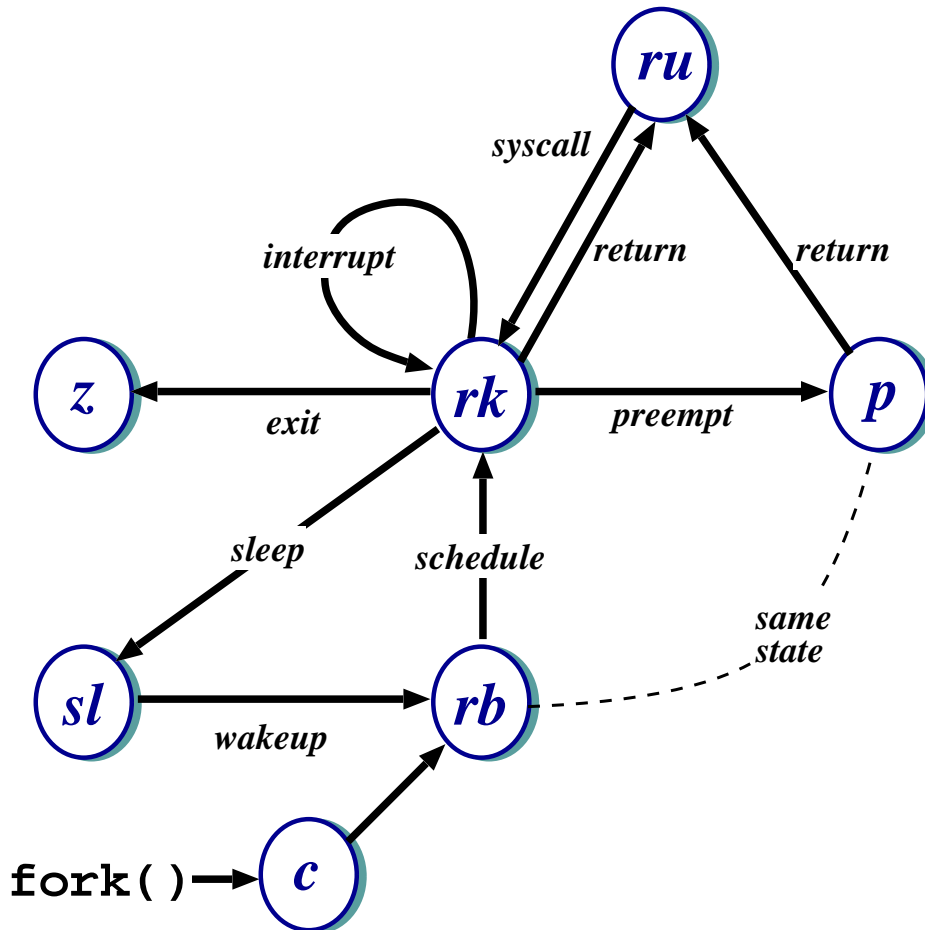 ru
syscall
interrupt
return
return
z
rk
p
exit
preempt
sleep
schedule
same
state
sl
rb
wakeup
fork()
c